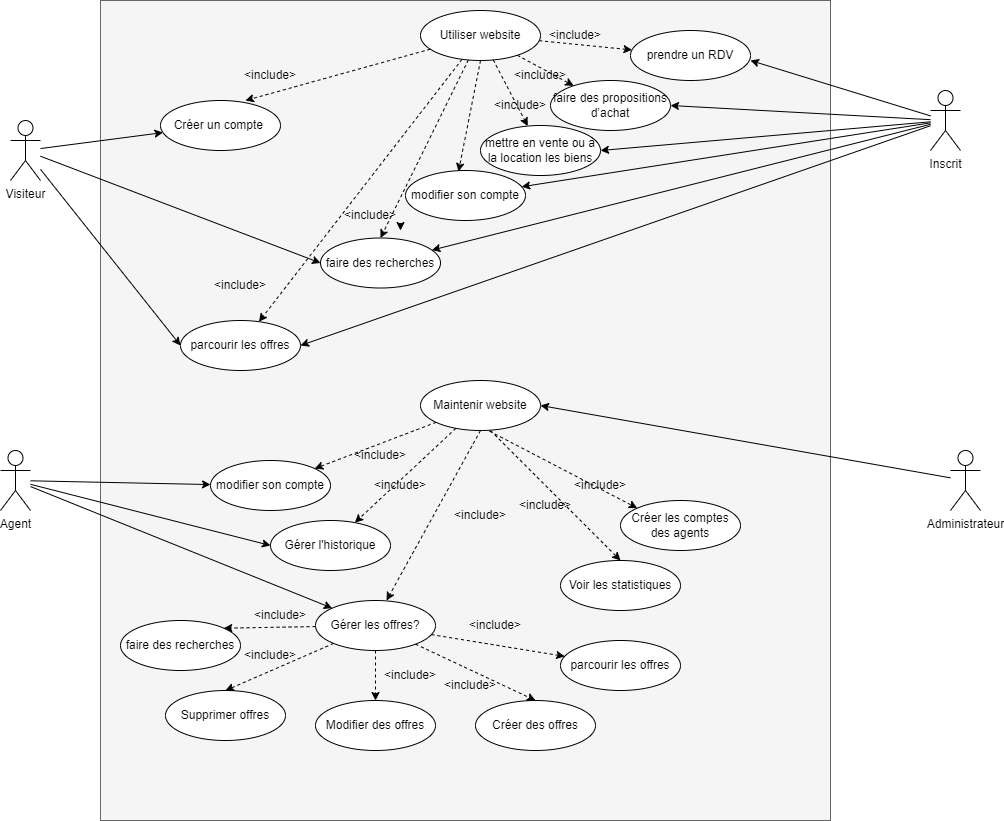 Utiliser website
<include>
prendre un RDV
<include>
<include>
faire des propositions
d'achat
<include>
Créer un compte
mettre en vente ou a
la location les biens
Visiteur
Inscrit
modifier son compte
<include>
faire des recherches
<include>
parcourir les offres
Maintenir website
<include>
modifier son compte
<include>
<include>
<include>
<include>
Créer les comptes
des agents
Agent
Administrateur
Gérer l'historique
Voir les statistiques
<include>
Gérer les offres?
<include>
faire des recherches
<include>
parcourir les offres
<include>
<include>
Supprimer offres
Modifier des offres
Créer des offres